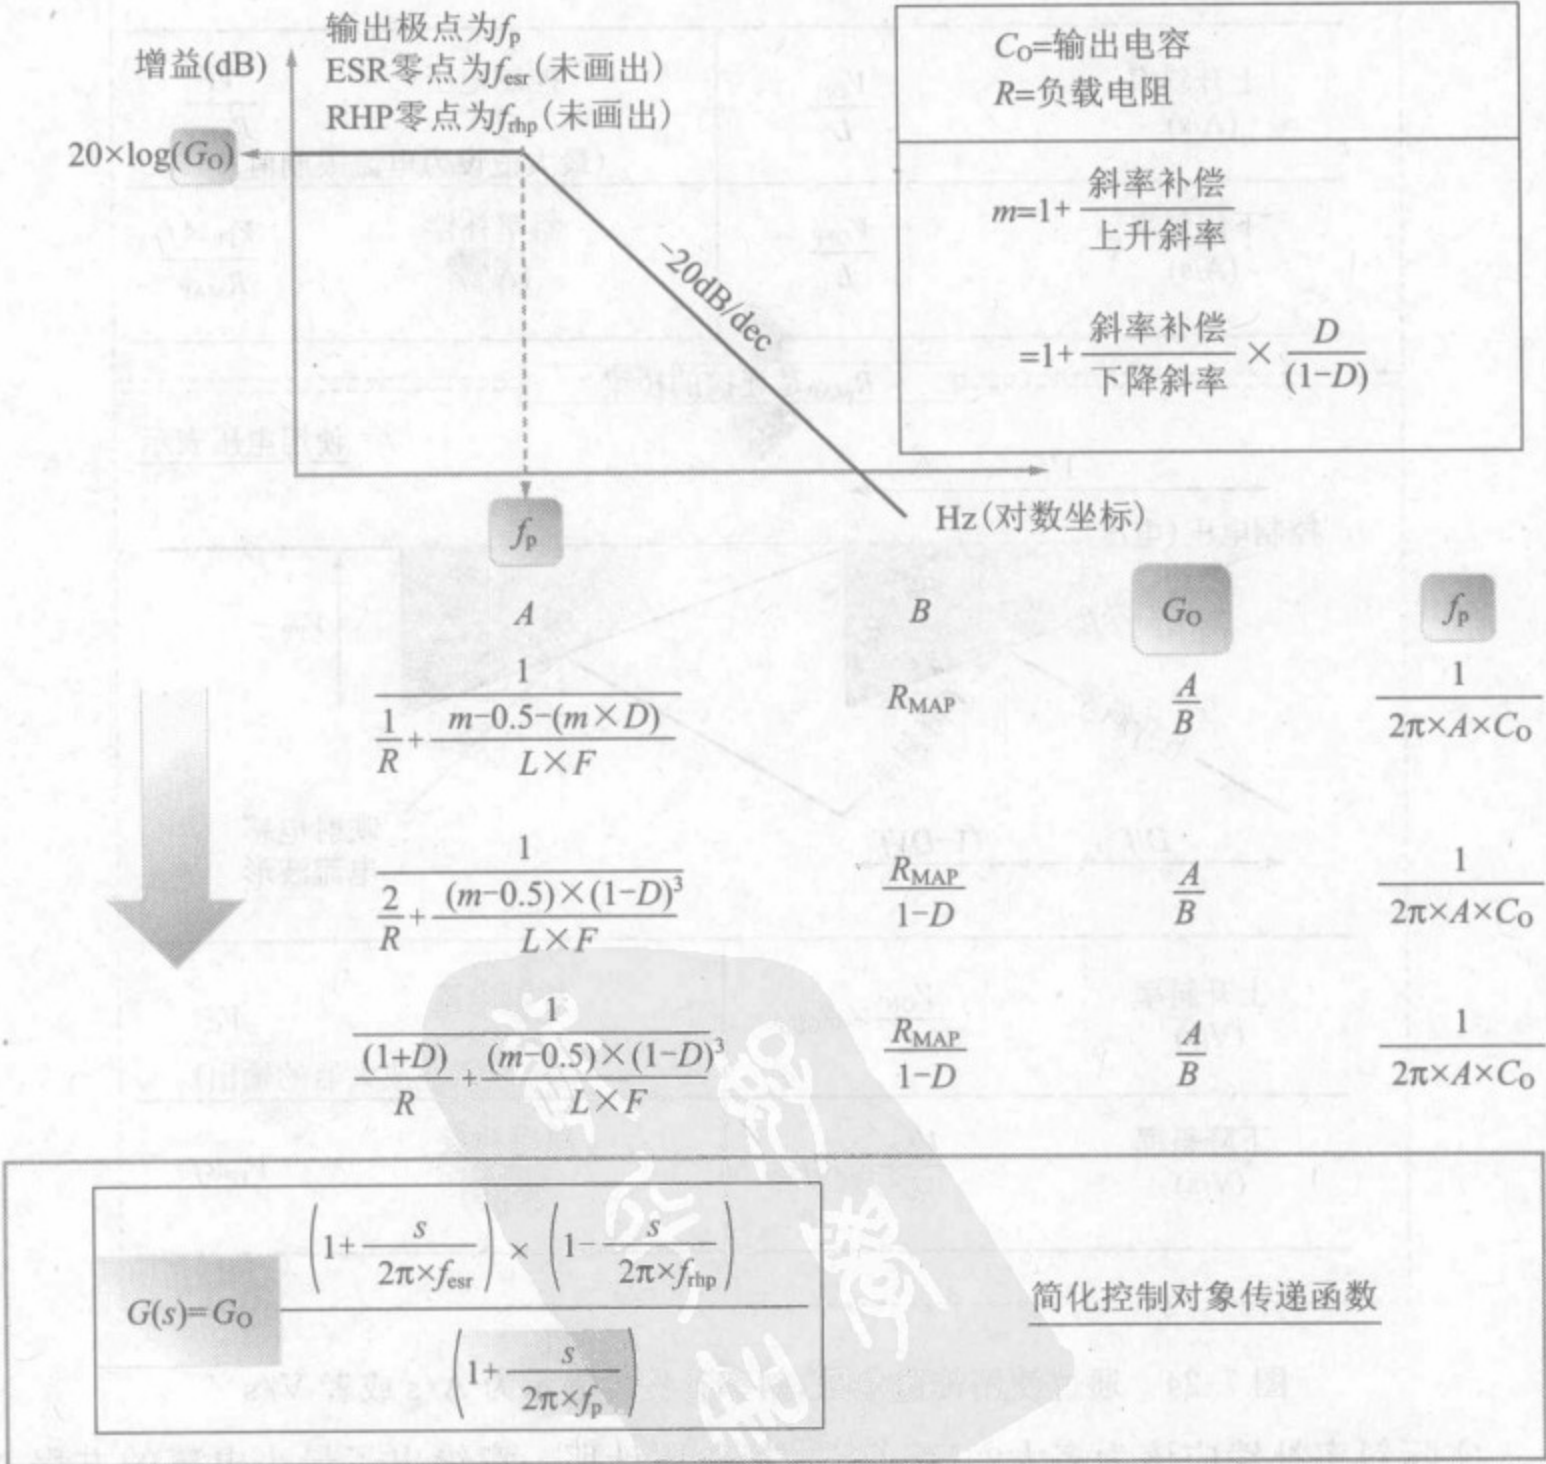 增益(dB)
输出极点为fp
ESR零点为fesr(未画出)
RHP零点为frhp(未画出)
20×log(GO)
-20dB/dec
Hz(对数坐标)
fp
CO=输出电容
R=负载电阻
m=1+ 斜率补偿/上升斜率
=1+ 斜率补偿/下降斜率 × D/(1-D)
A B GO fp
1/(1/R + (m-0.5-(m×D))/(L×F)) RMAP A/B 1/(2π×A×CO)
1/(2/R + ((m-0.5)×(1-D)³)/(L×F)) RMAP/(1-D) A/B 1/(2π×A×CO)
1/((1+D)/R + ((m-0.5)×(1-D)³)/(L×F)) RMAP/(1-D) A/B 1/(2π×A×CO)
G(s)=GO (1+ s/(2π×fesr)) × (1- s/(2π×frhp)) / (1+ s/(2π×fp))
简化控制对象传递函数